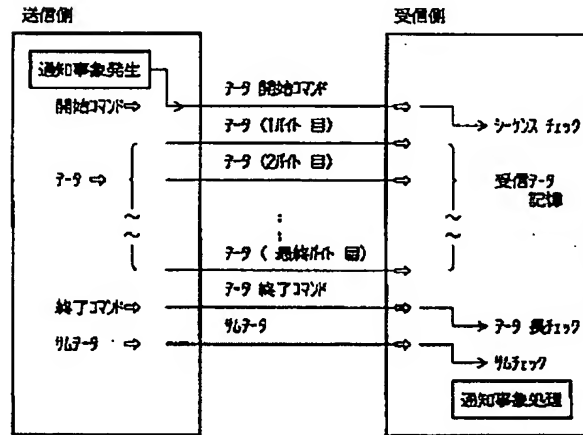 送信側
受信側
通知事象発生
開始コマンド⇒
データ 開始コマンド
シーケンス チェック
データ (1バイト 目)
データ ⇒
データ (2バイト 目)
受信データ
記憶
データ ( 最終バイト 目)
終了コマンド⇒
データ 終了コマンド
データ 長チェック
サムデータ ⇒
サムデータ
サムチェック
通知事象処理